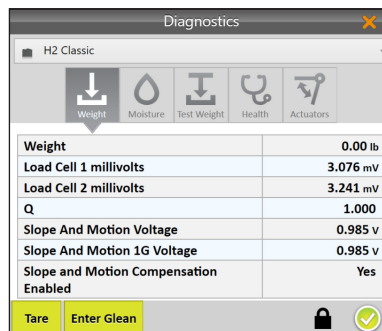 Diagnostics
H2 Classic
Weight Moisture Test Weight Health Actuators
Weight 0.00 lb
Load Cell 1 millivolts 3.076 mV
Load Cell 2 millivolts 3.241 mV
Q 1.000
Slope And Motion Voltage 0.985 V
Slope And Motion 1G Voltage 0.985 V
Slope and Motion Compensation Yes
Enabled
Tare Enter Glean